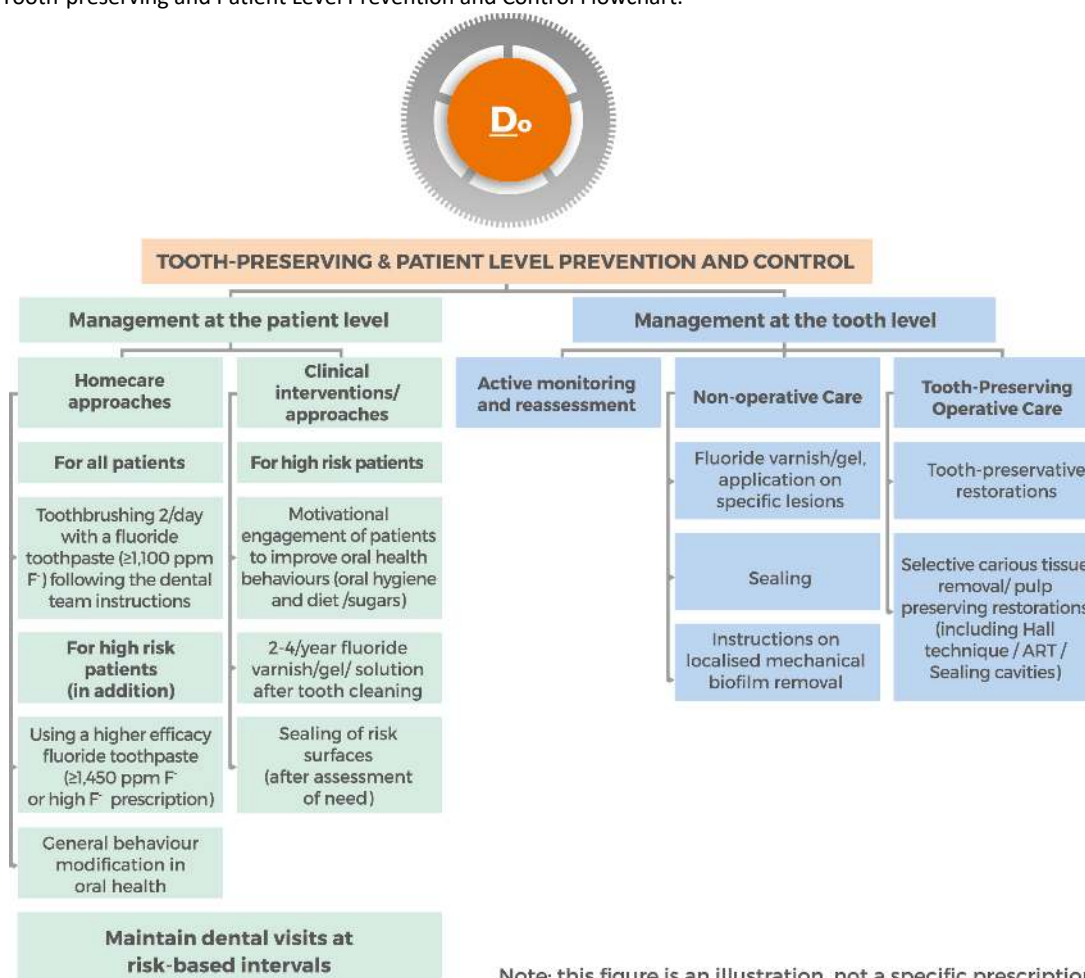 Tooth-preserving and Patient Level Prevention and Control Flowchart.
Do
TOOTH-PRESERVING & PATIENT LEVEL PREVENTION AND CONTROL
Management at the patient level
Homecare
approaches
For all patients
Toothbrushing 2/day
with a fluoride
toothpaste (≥1,100 ppm
F⁻) following the dental
team instructions
For high risk
patients
(in addition)
Using a higher efficacy
fluoride toothpaste
(≥1,450 ppm F⁻
or high F⁻ prescription)
General behaviour
modification in
oral health
Clinical
interventions/
approaches
For high risk patients
Motivational
engagement of patients
to improve oral health
behaviours (oral hygiene
and diet /sugars)
2-4/year fluoride
varnish/gel/ solution
after tooth cleaning
Sealing of risk
surfaces
(after assessment
of need)
Maintain dental visits at
risk-based intervals
Management at the tooth level
Active monitoring
and reassessment
Non-operative Care
Fluoride varnish/gel,
application on
specific lesions
Sealing
Instructions on
localised mechanical
biofilm removal
Tooth-Preserving
Operative Care
Tooth-preservative
restorations
Selective carious tissue
removal/ pulp
preserving restorations
(including Hall
technique / ART /
Sealing cavities)
Note: this figure is an illustration, not a specific prescription